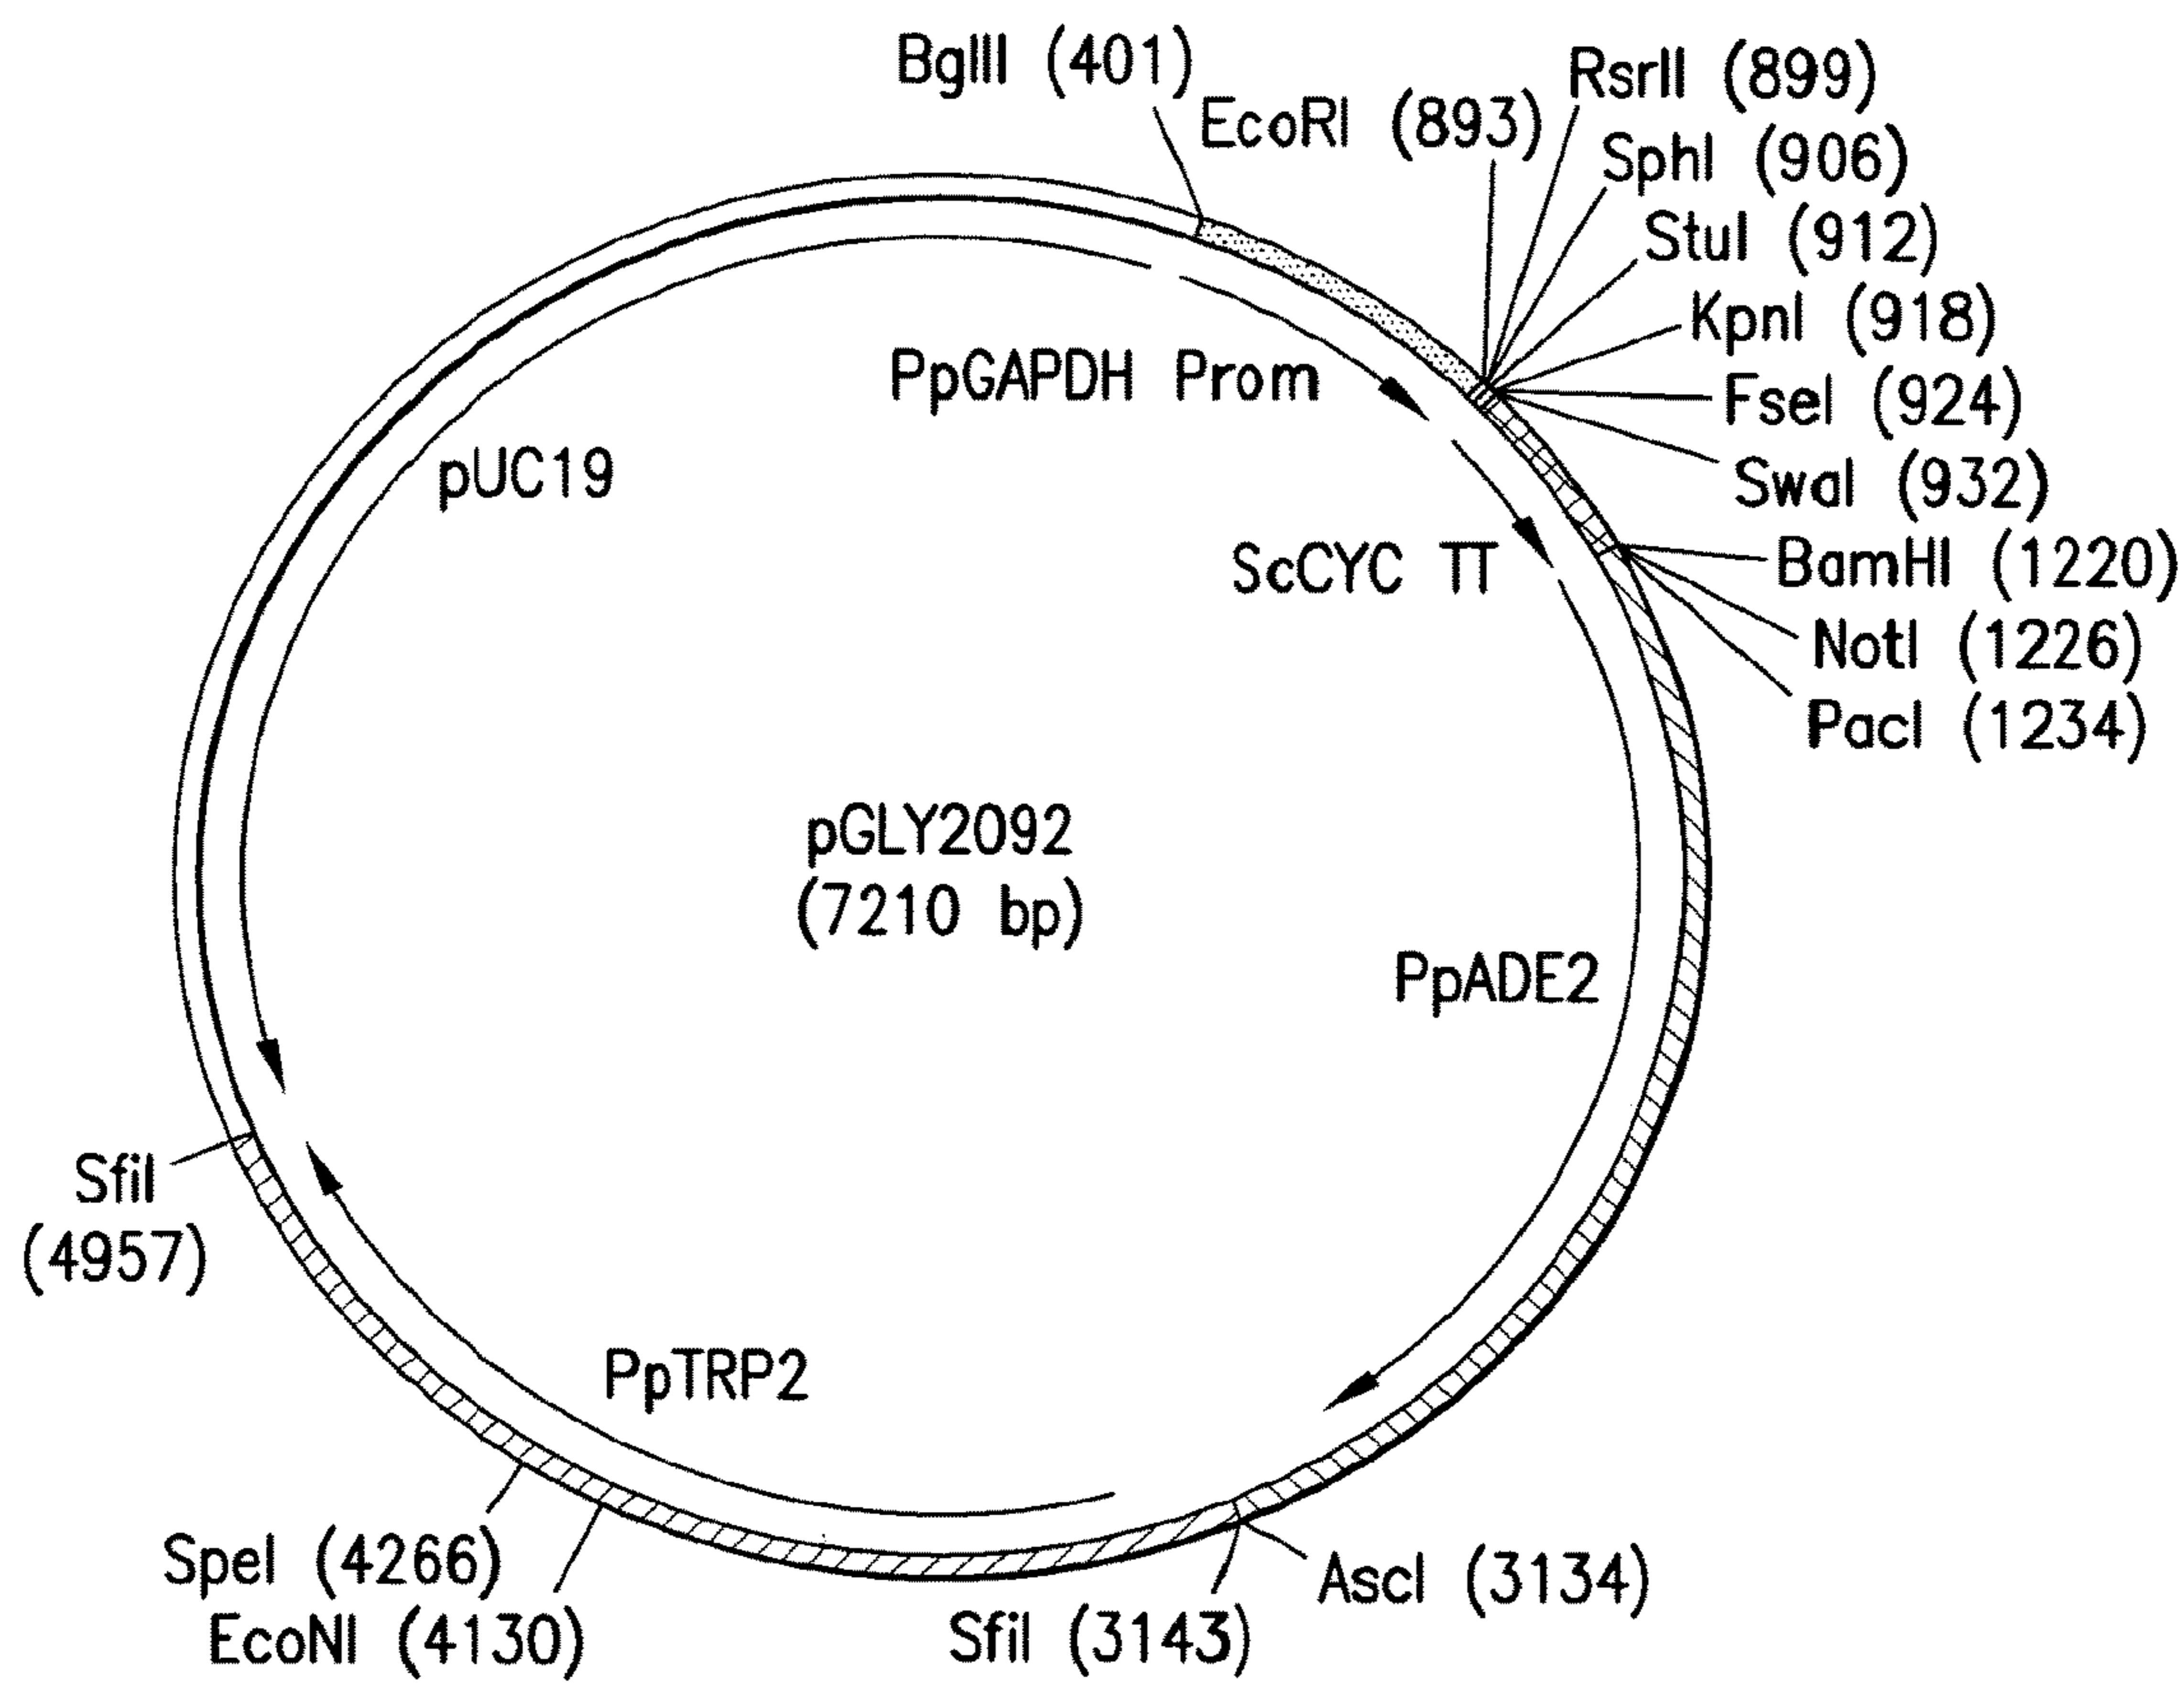 BglII (401)
EcoRI (893)
RsrII (899)
SphI (906)
StuI (912)
KpnI (918)
FseI (924)
SwaI (932)
BamHI (1220)
NotI (1226)
PacI (1234)
PpGAPDH Prom
pUC19
ScCYC TT
pGLY2092
(7210 bp)
PpADE2
SfiI
(4957)
PpTRP2
SpeI (4266)
EcoNI (4130)
SfiI (3143)
AscI (3134)